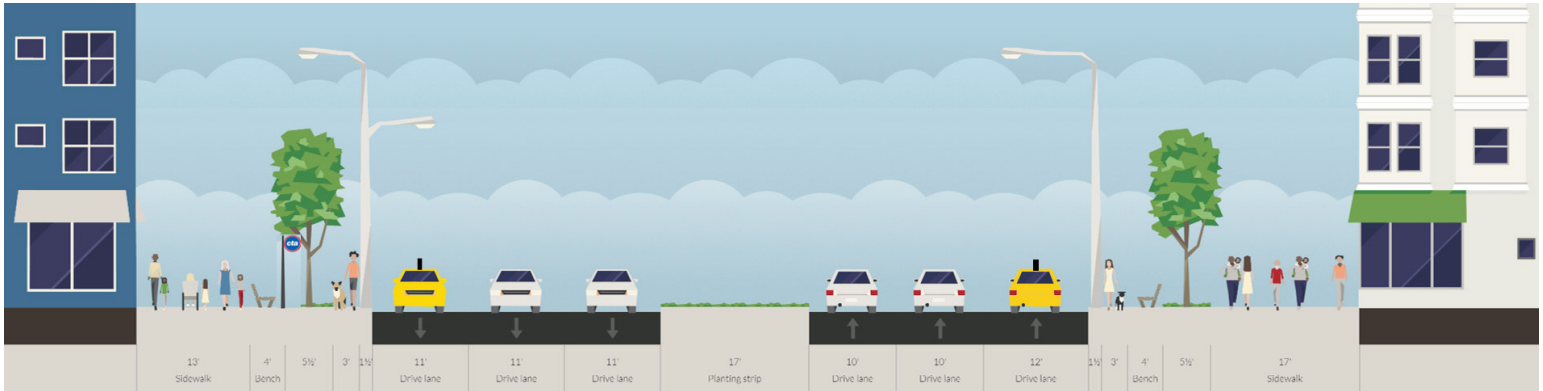 cta
13' 4' 5½' 3' 1½' 11' 11' 11' 17' 10' 10' 12' 1½' 3' 4' 5½' 17'
Sidewalk Bench Drive lane Drive lane Drive lane Planting strip Drive lane Drive lane Drive lane Bench Sidewalk